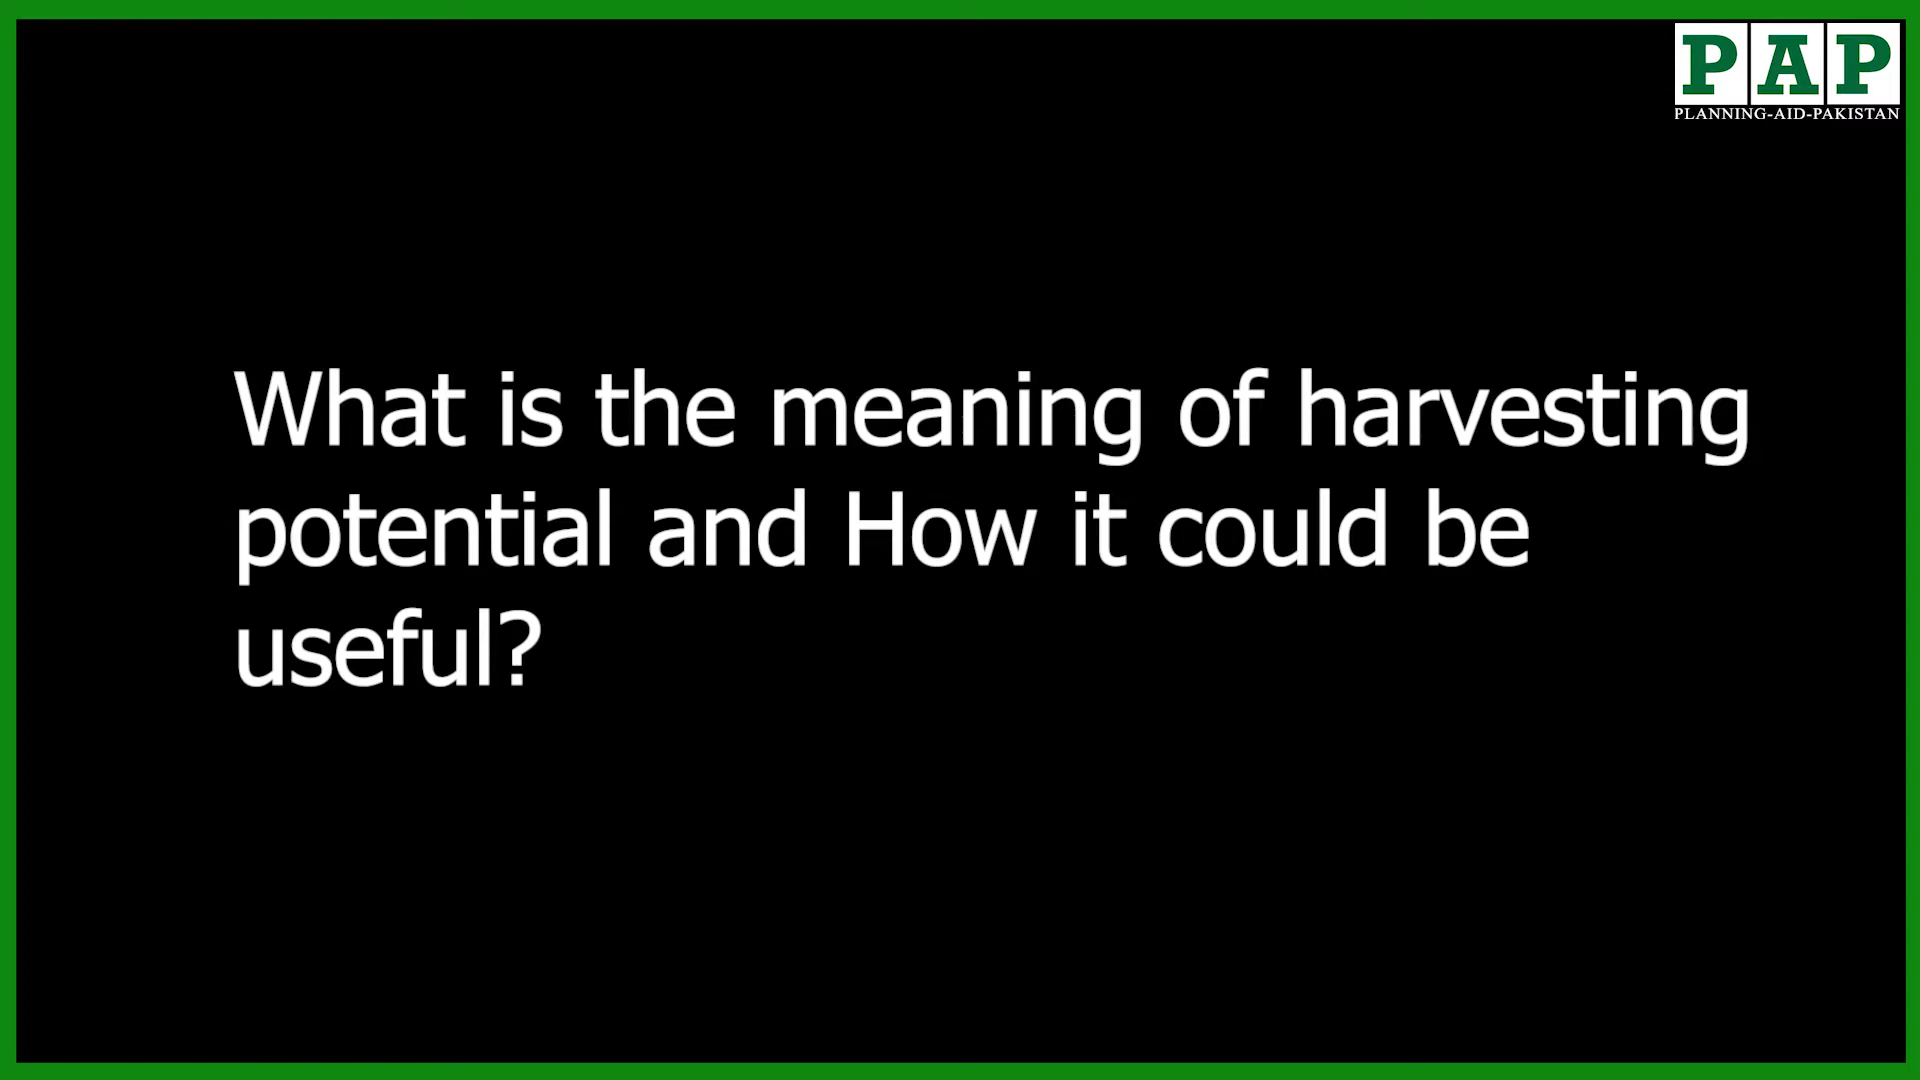 PAP
PLANNING-AID-PAKISTAN
What is the meaning of harvesting
potential and How it could be
useful?